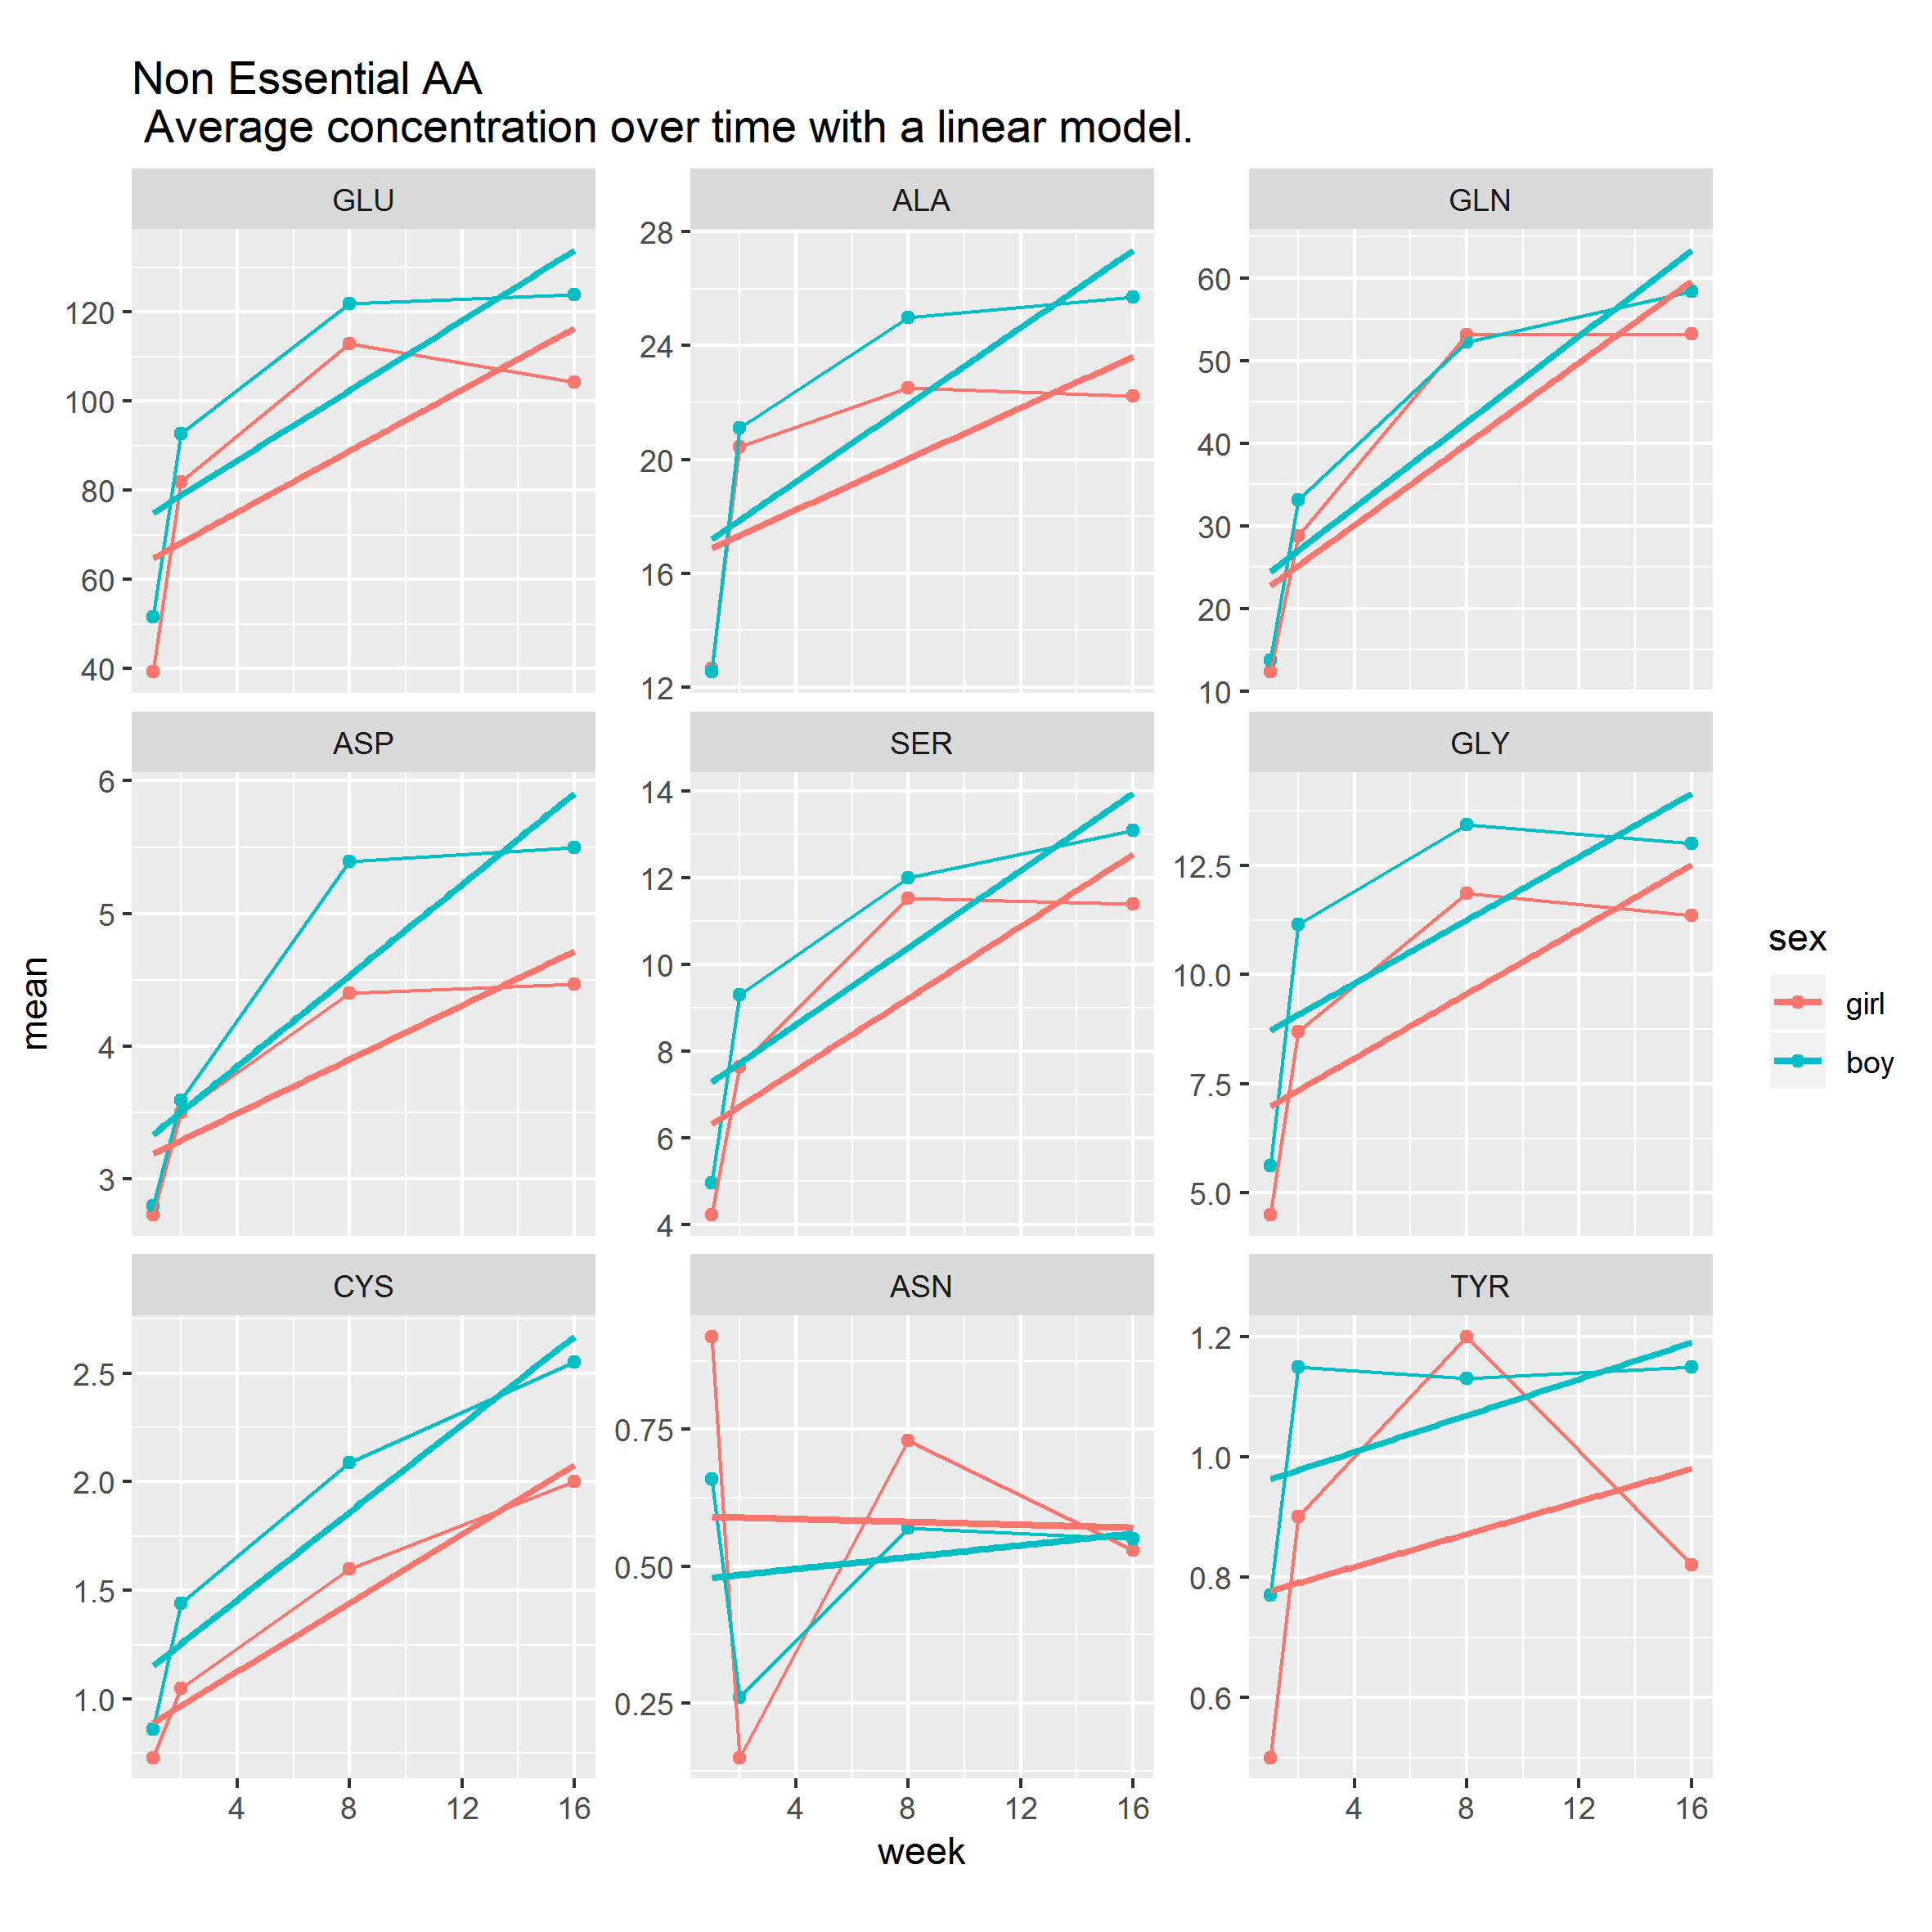 Non Essential AA
Average concentration over time with a linear model.
GLU
ALA
GLN
120
100
80
60
40
28
24
20
16
12
60
50
40
30
20
10
ASP
SER
GLY
6
5
4
3
14
12
10
8
6
4
12.5
10.0
7.5
5.0
CYS
ASN
TYR
2.5
2.0
1.5
1.0
0.75
0.50
0.25
1.2
1.0
0.8
0.6
4 8 12 16
4 8 12 16
4 8 12 16
week
mean
sex
girl
boy